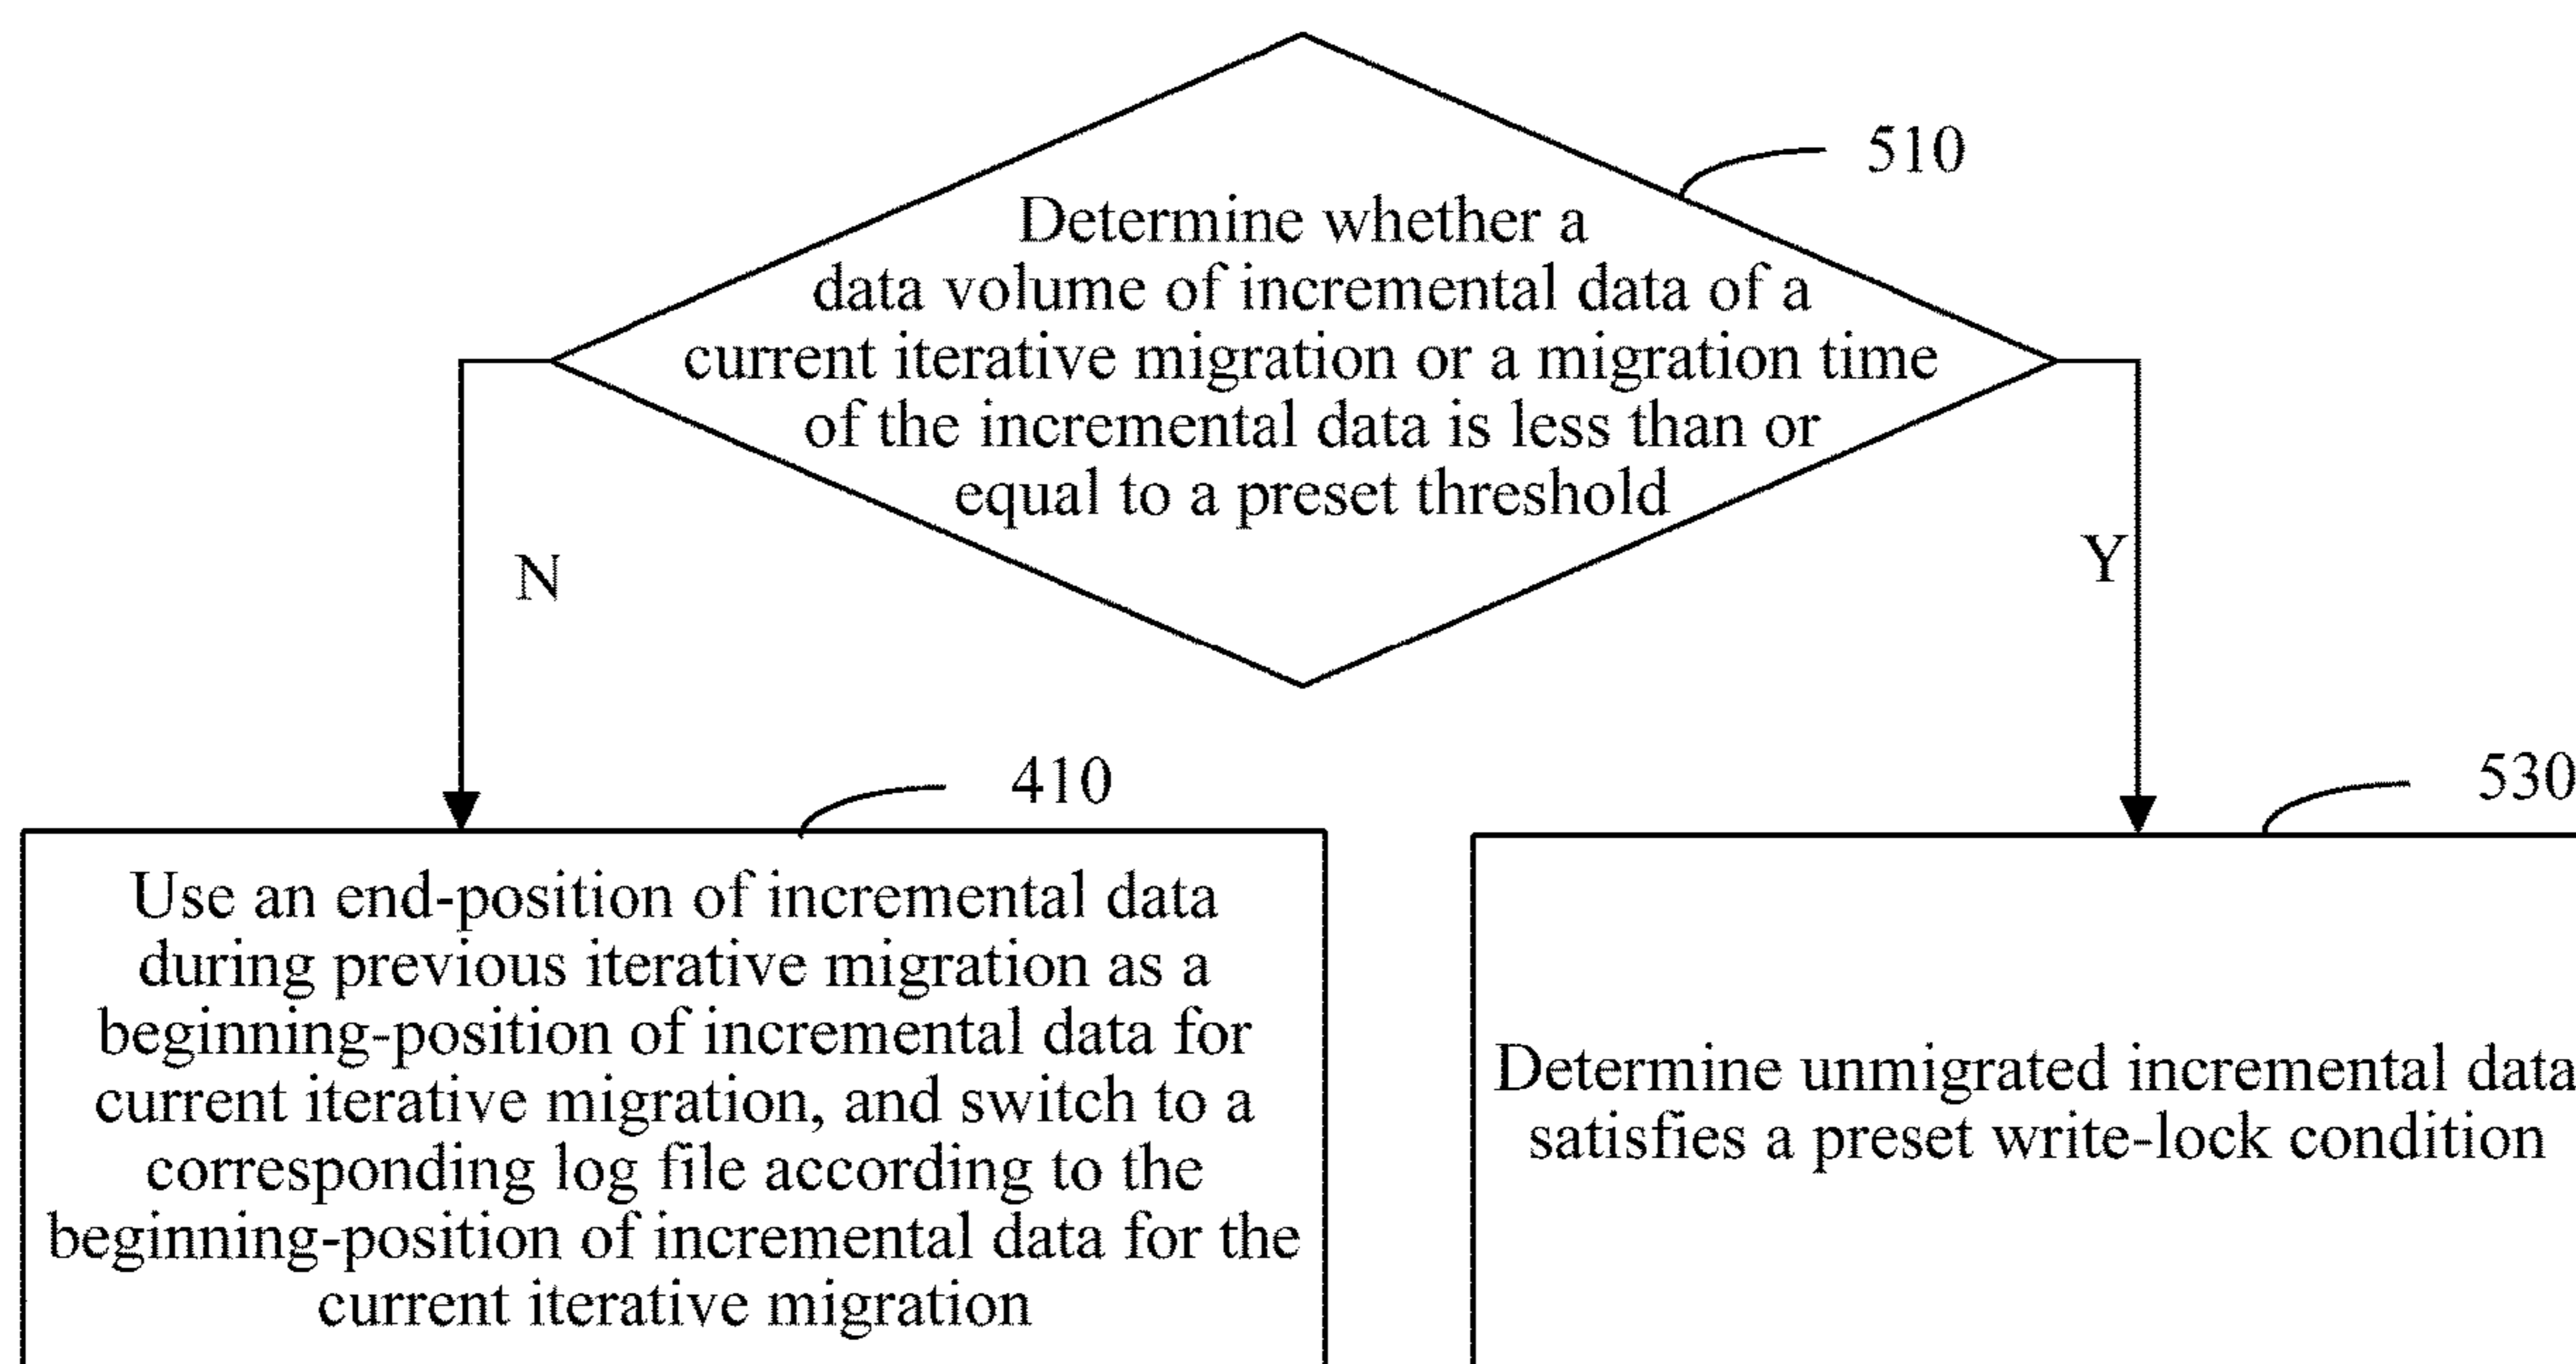 510
Determine whether a
data volume of incremental data of a
current iterative migration or a migration time
of the incremental data is less than or
equal to a preset threshold
N
Y
410
530
Use an end-position of incremental data
during previous iterative migration as a
beginning-position of incremental data for
current iterative migration, and switch to a
corresponding log file according to the
beginning-position of incremental data for the
current iterative migration
Determine unmigrated incremental data
satisfies a preset write-lock condition